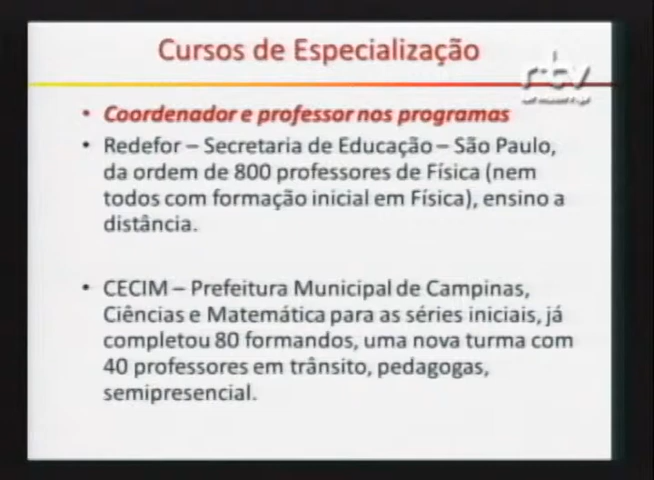 Cursos de Especialização
rtv
• Coordenador e professor nos programas
• Redefor – Secretaria de Educação – São Paulo,
da ordem de 800 professores de Física (nem
todos com formação inicial em Física), ensino a
distância.
• CECIM – Prefeitura Municipal de Campinas,
Ciências e Matemática para as séries iniciais, já
completou 80 formandos, uma nova turma com
40 professores em trânsito, pedagogas,
semipresencial.